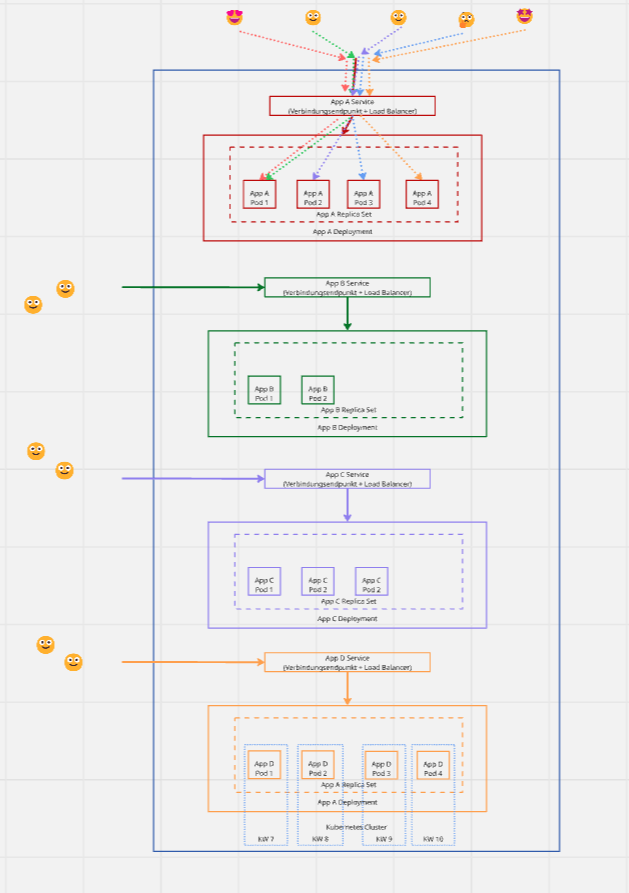 App A Service
(Verbindungsendpunkt + Load Balancer)
App A
Pod 1
App A
Pod 2
App A
Pod 3
App A
Pod 4
App A Replica Set
App A Deployment
App B Service
(Verbindungsendpunkt + Load Balancer)
App B
Pod 1
App B
Pod 2
App B Replica Set
App B Deployment
App C Service
(Verbindungsendpunkt + Load Balancer)
App C
Pod 1
App C
Pod 2
App C
Pod 2
App C Replica Set
App C Deployment
App D Service
(Verbindungsendpunkt + Load Balancer)
App D
Pod 1
App D
Pod 2
App D
Pod 3
App D
Pod 4
App A Replica Set
App A Deployment
Kubernetes Cluster
KW 7
KW 8
KW 9
KW 10